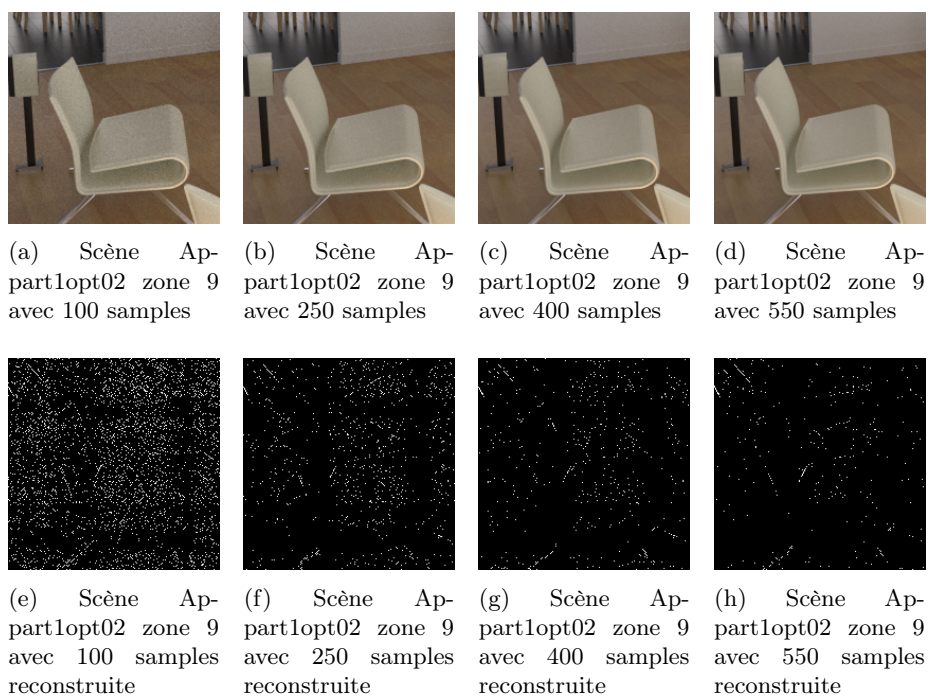 (a) Scène Ap-
part1opt02 zone 9
avec 100 samples
(b) Scène Ap-
part1opt02 zone 9
avec 250 samples
(c) Scène Ap-
part1opt02 zone 9
avec 400 samples
(d) Scène Ap-
part1opt02 zone 9
avec 550 samples
(e) Scène Ap-
part1opt02 zone 9
avec 100 samples
reconstruite
(f) Scène Ap-
part1opt02 zone 9
avec 250 samples
reconstruite
(g) Scène Ap-
part1opt02 zone 9
avec 400 samples
reconstruite
(h) Scène Ap-
part1opt02 zone 9
avec 550 samples
reconstruite